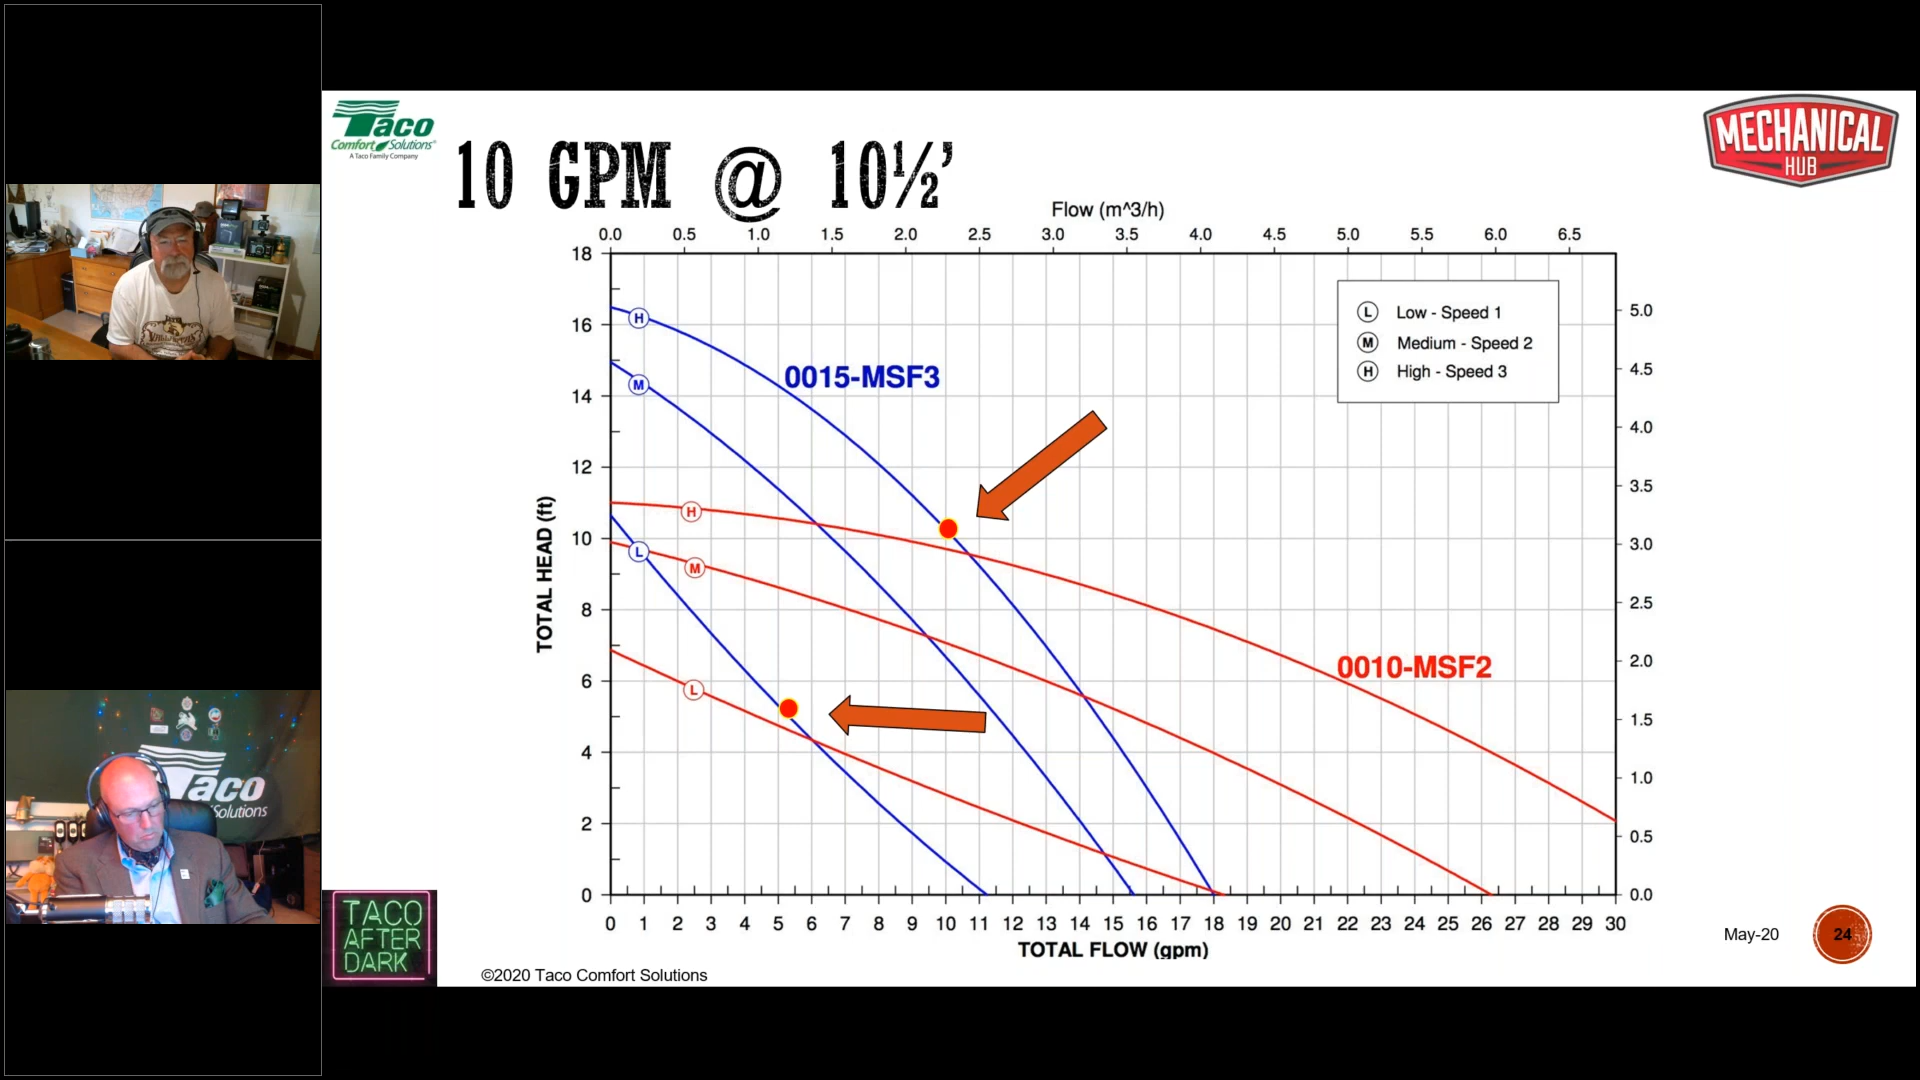 Taco
Comfort Solutions®
A Taco Family Company
10 GPM @ 10½’
MECHANICAL
HUB
Flow (m^3/h)
0.0 0.5 1.0 1.5 2.0 2.5 3.0 3.5 4.0 4.5 5.0 5.5 6.0 6.5
18
16
14
12
10
8
6
4
2
0
TOTAL HEAD (ft)
H
M
L
H
M
L
0015-MSF3
0010-MSF2
L Low - Speed 1
M Medium - Speed 2
H High - Speed 3
5.0
4.5
4.0
3.5
3.0
2.5
2.0
1.5
1.0
0.5
0.0
0 1 2 3 4 5 6 7 8 9 10 11 12 13 14 15 16 17 18 19 20 21 22 23 24 25 26 27 28 29 30
TOTAL FLOW (gpm)
May-20
24
©2020 Taco Comfort Solutions
TACO
AFTER
DARK
Taco
Solutions